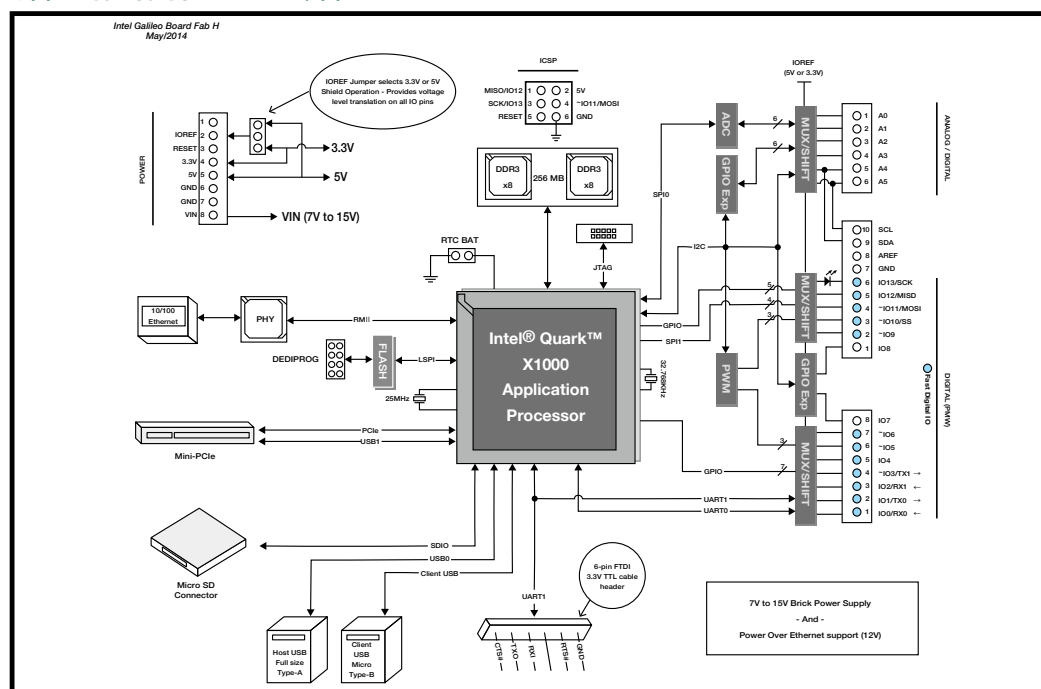 Intel Galileo Board Fab H
May/2014
IOREF Jumper selects 3.3V or 5V
Shield Operation - Provides voltage
level translation on all IO pins
POWER
1
IOREF 2
RESET 3
3.3V 4
5V 5
GND 6
GND 7
VIN 8
3.3V
5V
VIN (7V to 15V)
ICSP
MISO/IO12 1 2 5V
SCK/IO13 3 4 ~IO11/MOSI
RESET 5 6 GND
DDR3
x8
256 MB
DDR3
x8
RTC BAT
JTAG
IOREF
(5V or 3.3V)
ADC
6
MUX/SHIFT
GPIO Exp
6
SPI0
I2C
1 A0
2 A1
3 A2
4 A3
5 A4
6 A5
ANALOG / DIGITAL
10 SCL
9 SDA
8 AREF
7 GND
6 IO13/SCK
5 IO12/MISD
4 ~IO11/MOSI
3 ~IO10/SS
2 ~IO9
1 IO8
GPIO
5
SPI1
4
3
MUX/SHIFT
PWM
GPIO Exp
Fast Digital IO
DIGITAL (PMW)
10/100
Ethernet
PHY
RMII
DEDIPROG
FLASH
LSPI
25MHz
32.768KHz
Intel® Quark™
X1000
Application
Processor
PCIe
USB1
Mini-PCIe
3
GPIO
7
MUX/SHIFT
UART1
UART0
8 IO7
7 ~IO6
6 ~IO5
5 IO4
4 ~IO3/TX1 →
3 IO2/RX1 ←
2 IO1/TX0 →
1 IO0/RX0 ←
SDIO
USB0
Client USB
Micro SD
Connector
UART1
6-pin FTDI
3.3V TTL cable
header
Host USB
Full size
Type-A
Client
USB
Micro
Type-B
CTS#
TXO
RXI
RTS#
GND
7V to 15V Brick Power Supply
- And -
Power Over Ethernet support (12V)